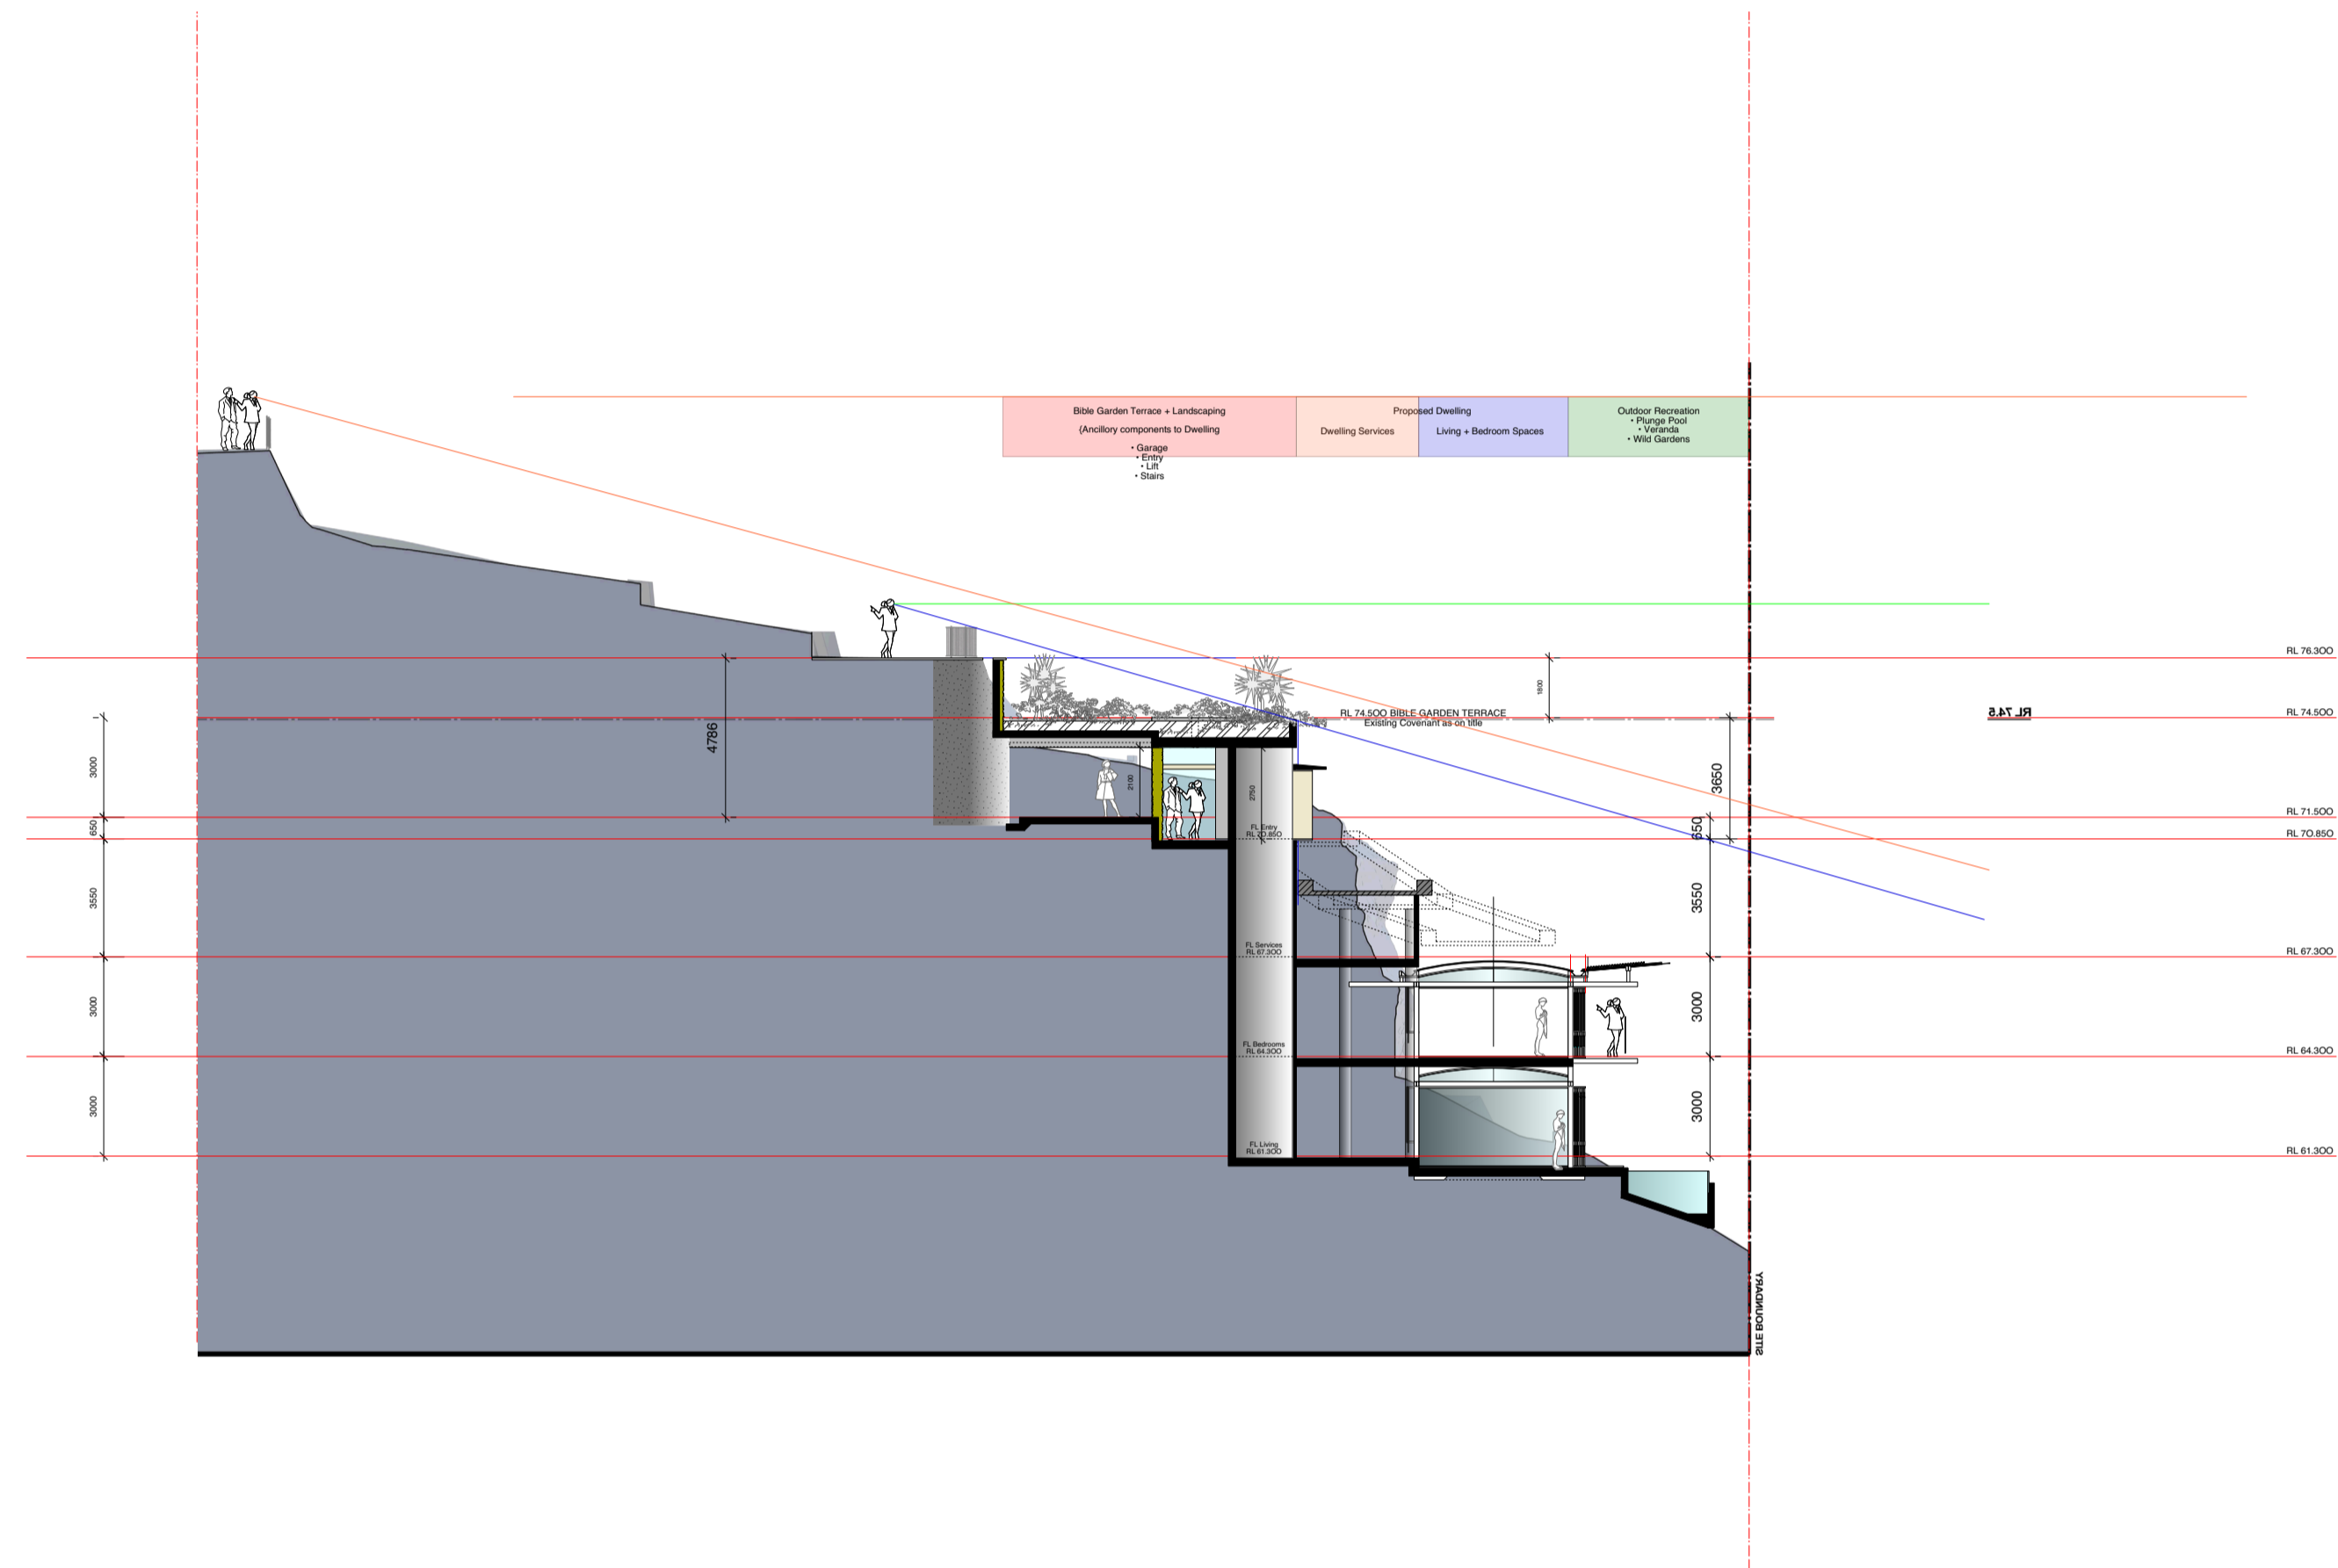 Bible Garden Terrace + Landscaping
(Ancillory components to Dwelling
• Garage
• Entry
• Lift
• Stairs
Proposed Dwelling
Dwelling Services
Living + Bedroom Spaces
Outdoor Recreation
• Plunge Pool
• Veranda
• Wild Gardens
RL 76.300
1800
RL 74.500 BIBLE GARDEN TERRACE
Existing Covenant as on title
RL 74.5
RL 74.500
4786
3000
2100
2750
3650
RL 71.500
650
650
FL Entry
RL 70.850
RL 70.850
3550
3550
FL Services
RL 67.300
RL 67.300
3000
3000
FL Bedrooms
RL 64.300
RL 64.300
3000
3000
FL Living
RL 61.300
RL 61.300
SITE BOUNDARY